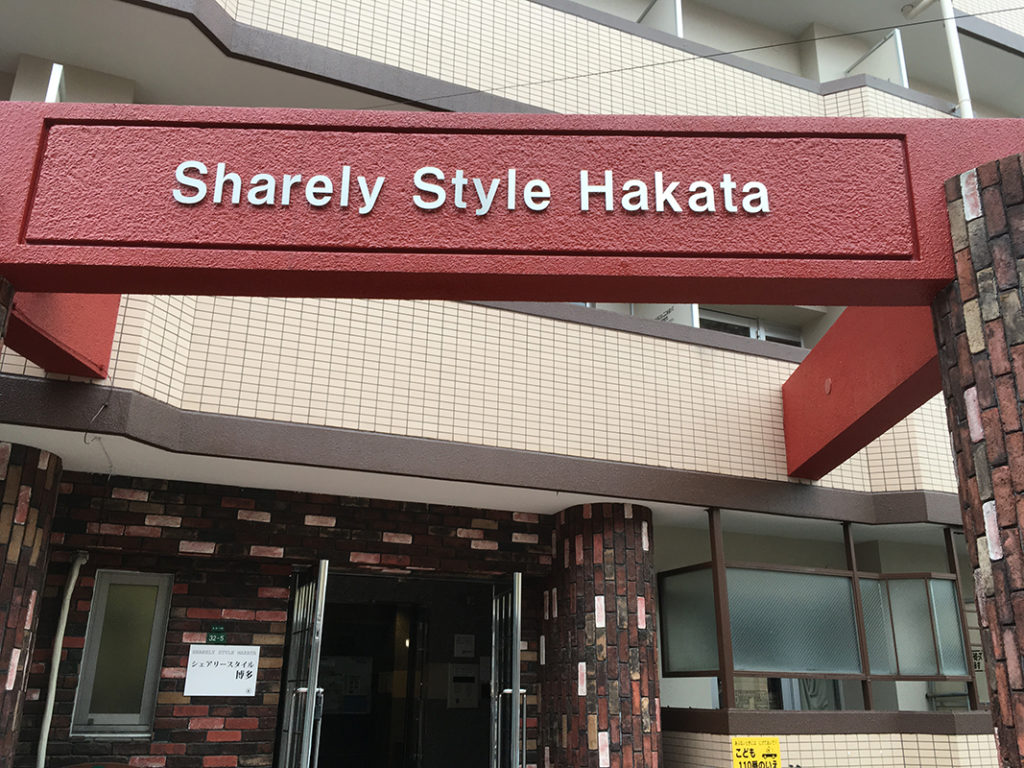 Sharely Style Hakata
32-5
SHARELY STYLE HAKATA
シェアリースタイル
博多
こども
110番のいえ